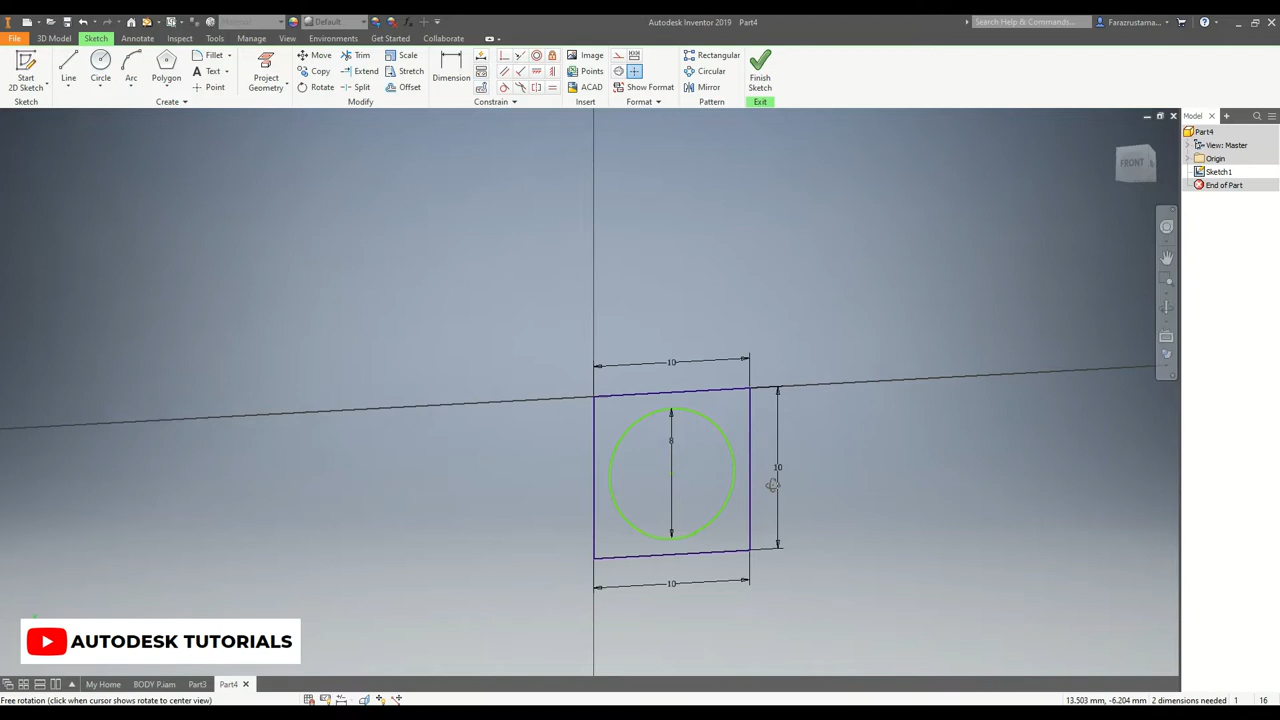 Autodesk Inventor 2019 Part4
Search Help & Commands...
Farazrustama...
Material
Default
File 3D Model Sketch Annotate Inspect Tools Manage View Environments Get Started Collaborate
Start
2D Sketch
Line
Circle
Arc
Polygon
Fillet
Text
Point
Project
Geometry
Move
Copy
Rotate
Trim
Extend
Split
Scale
Stretch
Offset
Dimension
Image
Points
ACAD
Show Format
Rectangular
Circular
Mirror
Finish
Sketch
Sketch Create Modify Constrain Insert Format Pattern Exit
Model
Part4
View: Master
Origin
Sketch1
End of Part
FRONT
10
8
10
10
AUTODESK TUTORIALS
My Home BODY P.iam Part3 Part4
Free rotation (click when cursor shows rotate to center view)
13.503 mm, -6.204 mm 2 dimensions needed 1 16